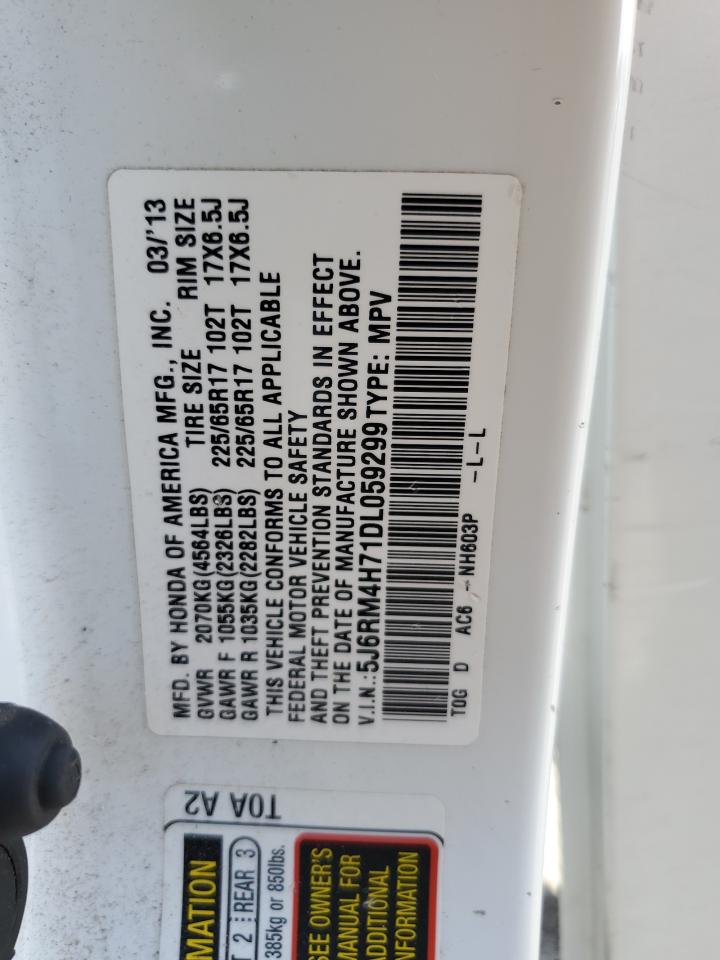 MFD. BY HONDA OF AMERICA MFG., INC. 03/'13
TIRE SIZE RIM SIZE
GVWR 2070KG(4564LBS)
GAWR F 1055KG(2326LBS) 225/65R17 102T 17X6.5J
GAWR R 1035KG(2282LBS) 225/65R17 102T 17X6.5J
THIS VEHICLE CONFORMS TO ALL APPLICABLE
FEDERAL MOTOR VEHICLE SAFETY
AND THEFT PREVENTION STANDARDS IN EFFECT
ON THE DATE OF MANUFACTURE SHOWN ABOVE.
V.I.N.:5J6RM4H71DL059299 TYPE: MPV
T0G D AC6 - NH603P -L-L
T0A A2
MATION
T 2 REAR 3
385kg or 850lbs.
SEE OWNER'S
MANUAL FOR
ADDITIONAL
INFORMATION